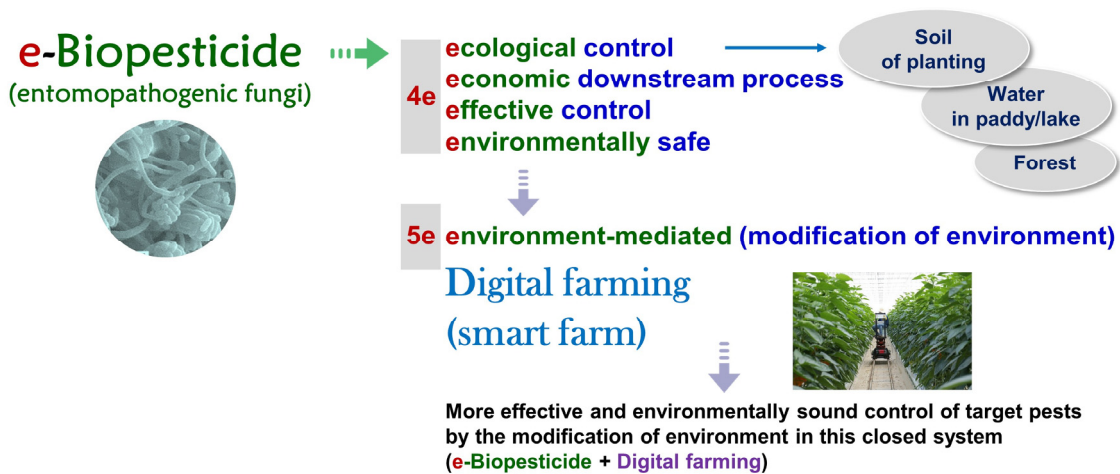 e-Biopesticide
(entomopathogenic fungi)
4e
ecological control
economic downstream process
effective control
environmentally safe
Soil
of planting
Water
in paddy/lake
Forest
5e
environment-mediated (modification of environment)
Digital farming
(smart farm)
More effective and environmentally sound control of target pests
by the modification of environment in this closed system
(e-Biopesticide + Digital farming)